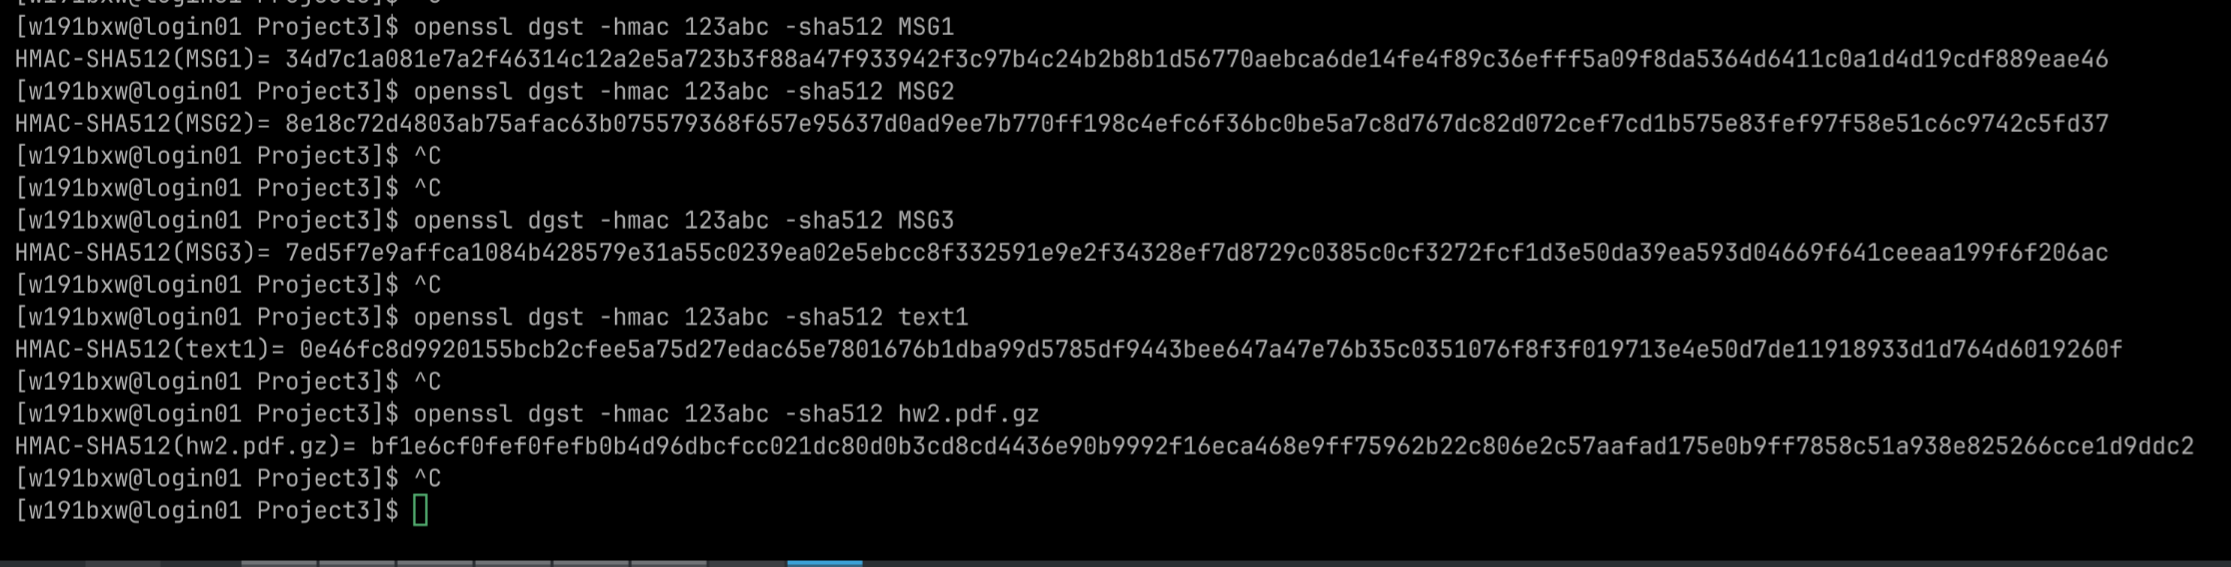 [w191bxw@login01 Project3]$ ^C
[w191bxw@login01 Project3]$ openssl dgst -hmac 123abc -sha512 MSG1
HMAC-SHA512(MSG1)= 34d7c1a081e7a2f46314c12a2e5a723b3f88a47f933942f3c97b4c24b2b8b1d56770aebca6de14fe4f89c36efff5a09f8da5364d6411c0a1d4d19cdf889eae46
[w191bxw@login01 Project3]$ openssl dgst -hmac 123abc -sha512 MSG2
HMAC-SHA512(MSG2)= 8e18c72d4803ab75afac63b075579368f657e95637d0ad9ee7b770ff198c4efc6f36bc0be5a7c8d767dc82d072cef7cd1b575e83fef97f58e51c6c9742c5fd37
[w191bxw@login01 Project3]$ ^C
[w191bxw@login01 Project3]$ ^C
[w191bxw@login01 Project3]$ openssl dgst -hmac 123abc -sha512 MSG3
HMAC-SHA512(MSG3)= 7ed5f7e9affca1084b428579e31a55c0239ea02e5ebcc8f332591e9e2f34328ef7d8729c0385c0cf3272fcf1d3e50da39ea593d04669f641ceeaa199f6f206ac
[w191bxw@login01 Project3]$ ^C
[w191bxw@login01 Project3]$ openssl dgst -hmac 123abc -sha512 text1
HMAC-SHA512(text1)= 0e46fc8d9920155bcb2cfee5a75d27edac65e7801676b1dba99d5785df9443bee647a47e76b35c0351076f8f3f019713e4e50d7de11918933d1d764d6019260f
[w191bxw@login01 Project3]$ ^C
[w191bxw@login01 Project3]$ openssl dgst -hmac 123abc -sha512 hw2.pdf.gz
HMAC-SHA512(hw2.pdf.gz)= bf1e6cf0fef0fefb0b4d96dbcfcc021dc80d0b3cd8cd4436e90b9992f16eca468e9ff75962b22c806e2c57aafad175e0b9ff7858c51a938e825266cce1d9ddc2
[w191bxw@login01 Project3]$ ^C
[w191bxw@login01 Project3]$